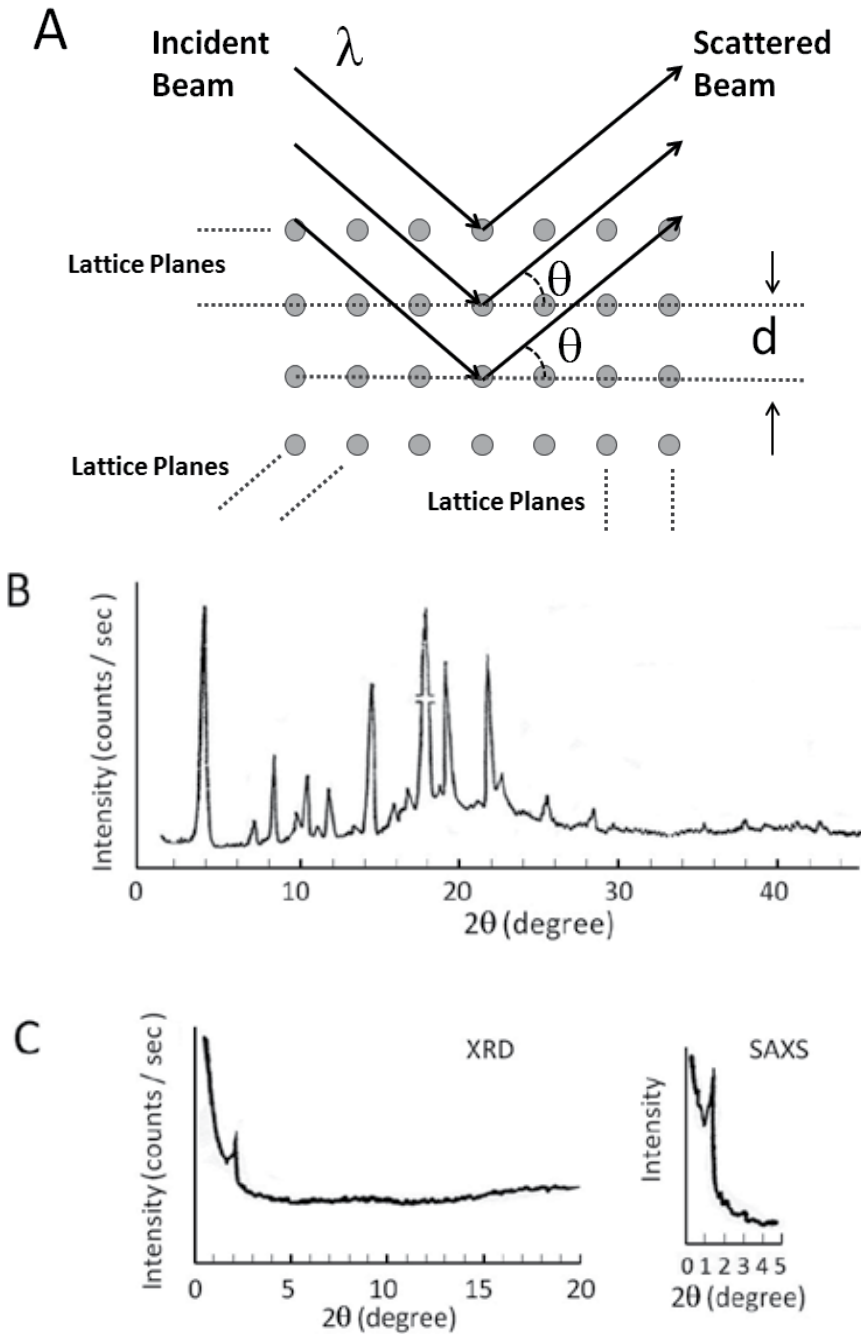 A
Incident
Beam
λ
Scattered
Beam
Lattice Planes
θ
θ
d
Lattice Planes
Lattice Planes
B
Intensity (counts / sec)
0 10 20 30 40
2θ (degree)
C
Intensity (counts / sec)
XRD
0 5 10 15 20
2θ (degree)
SAXS
Intensity
0 1 2 3 4 5
2θ (degree)